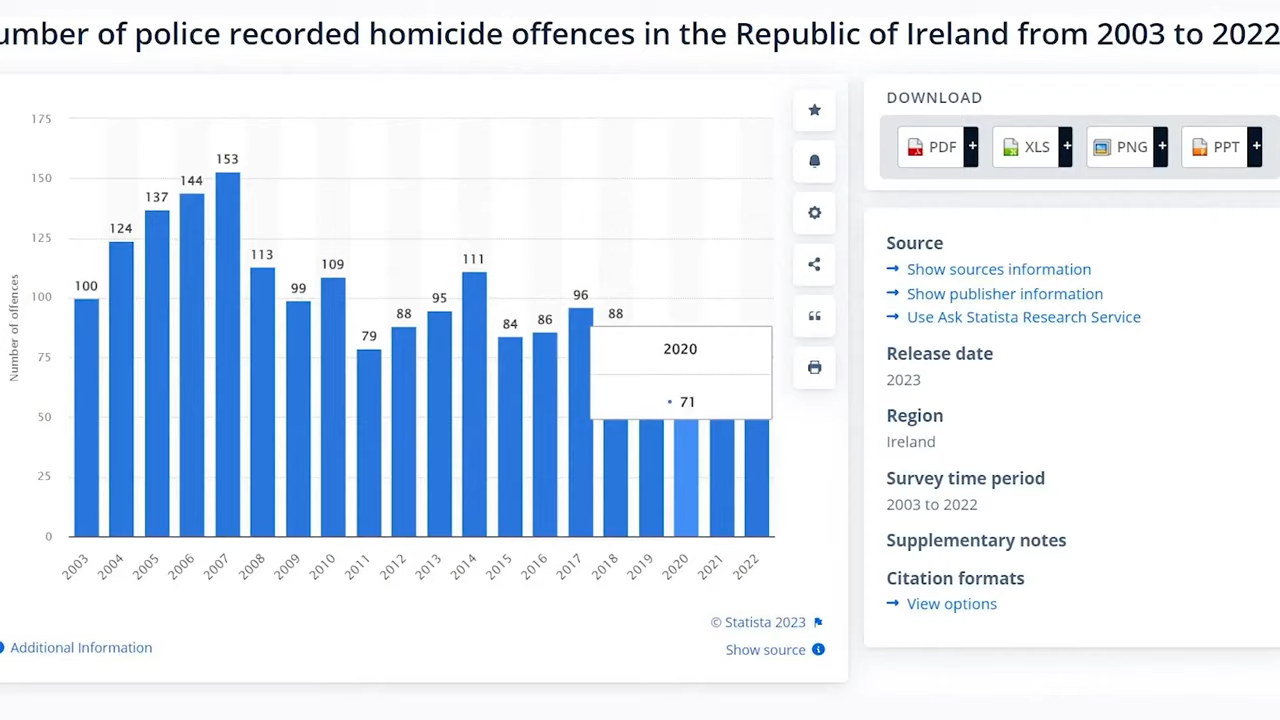 umber of police recorded homicide offences in the Republic of Ireland from 2003 to 2022
175
150
125
100
75
50
25
0
Number of offences
100
124
137
144
153
113
99
109
79
88
95
111
84
86
96
88
2020
• 71
2003
2004
2005
2006
2007
2008
2009
2010
2011
2012
2013
2014
2015
2016
2017
2018
2019
2020
2021
2022
© Statista 2023
Additional Information
Show source
DOWNLOAD
PDF + XLS + PNG + PPT +
Source
→ Show sources information
→ Show publisher information
→ Use Ask Statista Research Service
Release date
2023
Region
Ireland
Survey time period
2003 to 2022
Supplementary notes
Citation formats
→ View options